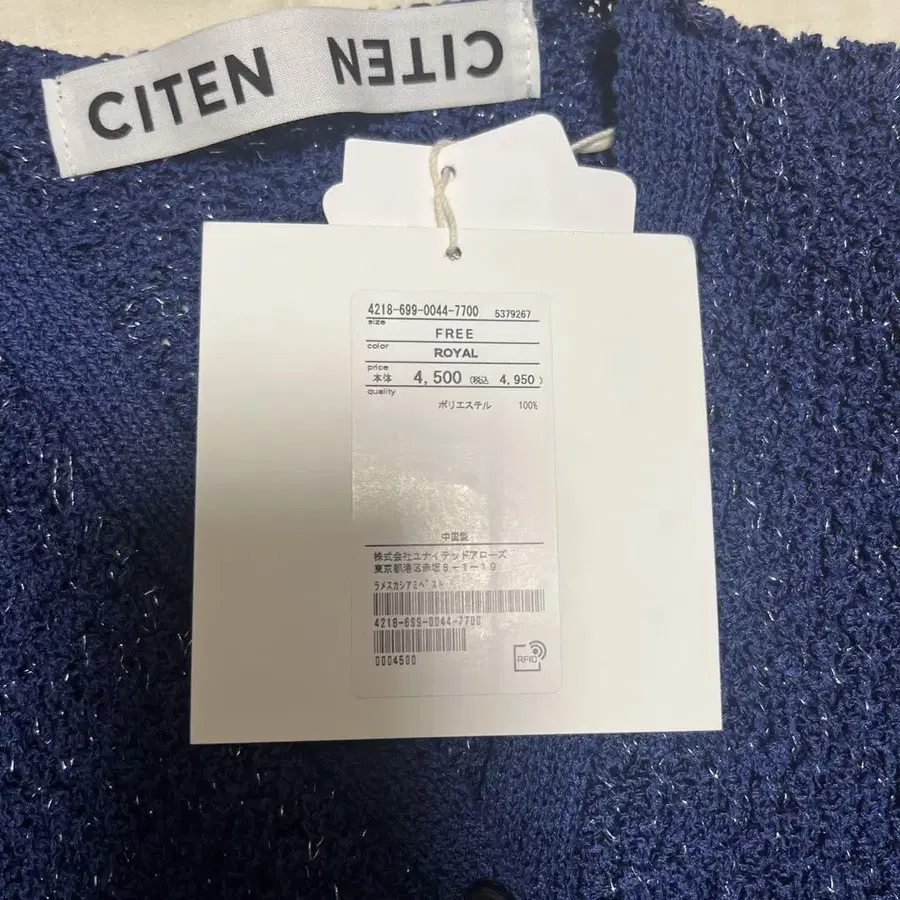 CITEN CITEN
4218-699-0044-7700 5379267
size
FREE
color
ROYAL
price
本体 4,500 (税込 4,950)
quality
ポリエステル 100%
中国製
株式会社ユナイテッドアローズ
東京都港区赤坂8-1-19
ラメスカシアミベスト
4218-699-0044-7700
0004500
RFID